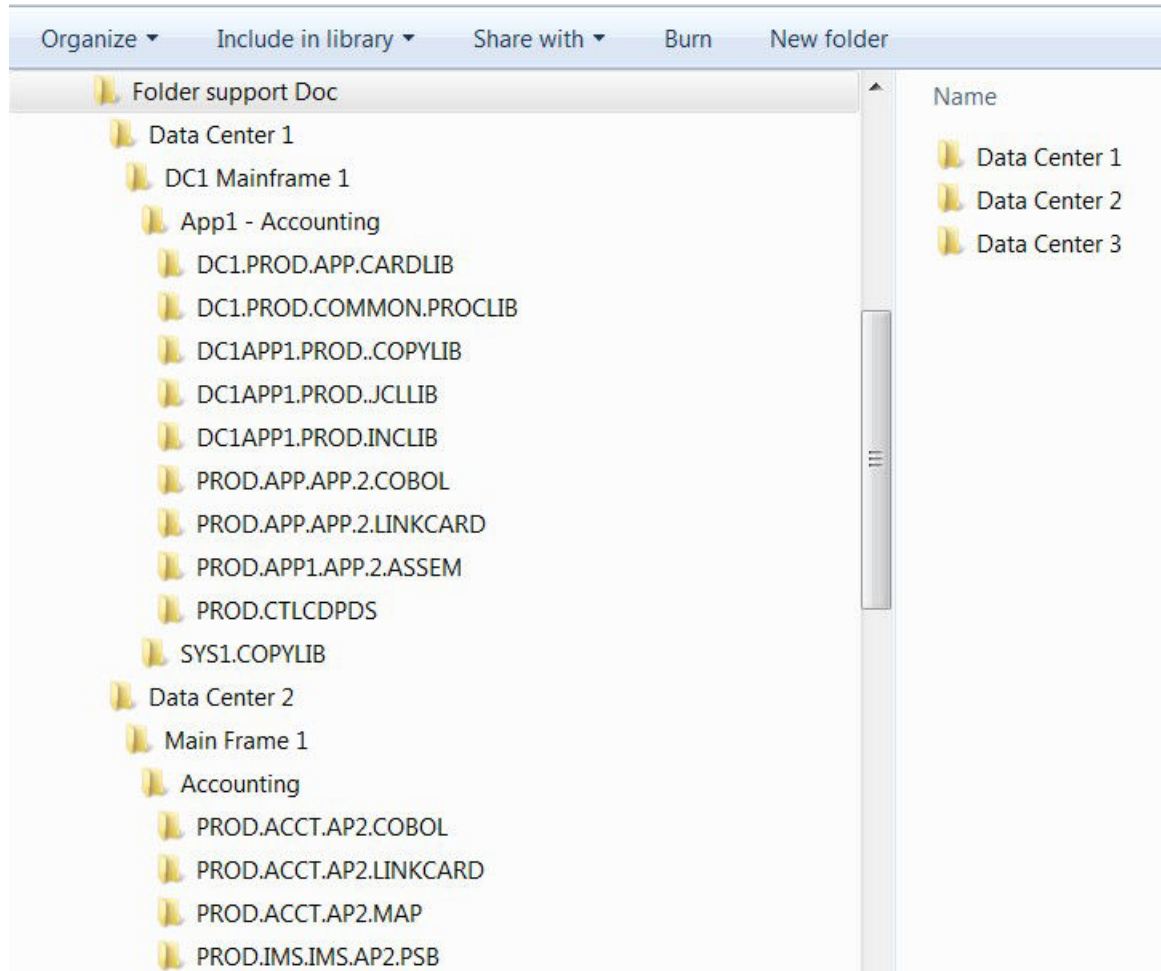 Organize Include in library Share with Burn New folder
Folder support Doc
Data Center 1
DC1 Mainframe 1
App1 - Accounting
DC1.PROD.APP.CARDLIB
DC1.PROD.COMMON.PROCLIB
DC1APP1.PROD..COPYLIB
DC1APP1.PROD..JCLLIB
DC1APP1.PROD.INCLIB
PROD.APP.APP.2.COBOL
PROD.APP.APP.2.LINKCARD
PROD.APP1.APP.2.ASSEM
PROD.CTLCDPDS
SYS1.COPYLIB
Data Center 2
Main Frame 1
Accounting
PROD.ACCT.AP2.COBOL
PROD.ACCT.AP2.LINKCARD
PROD.ACCT.AP2.MAP
PROD.IMS.IMS.AP2.PSB
Name
Data Center 1
Data Center 2
Data Center 3